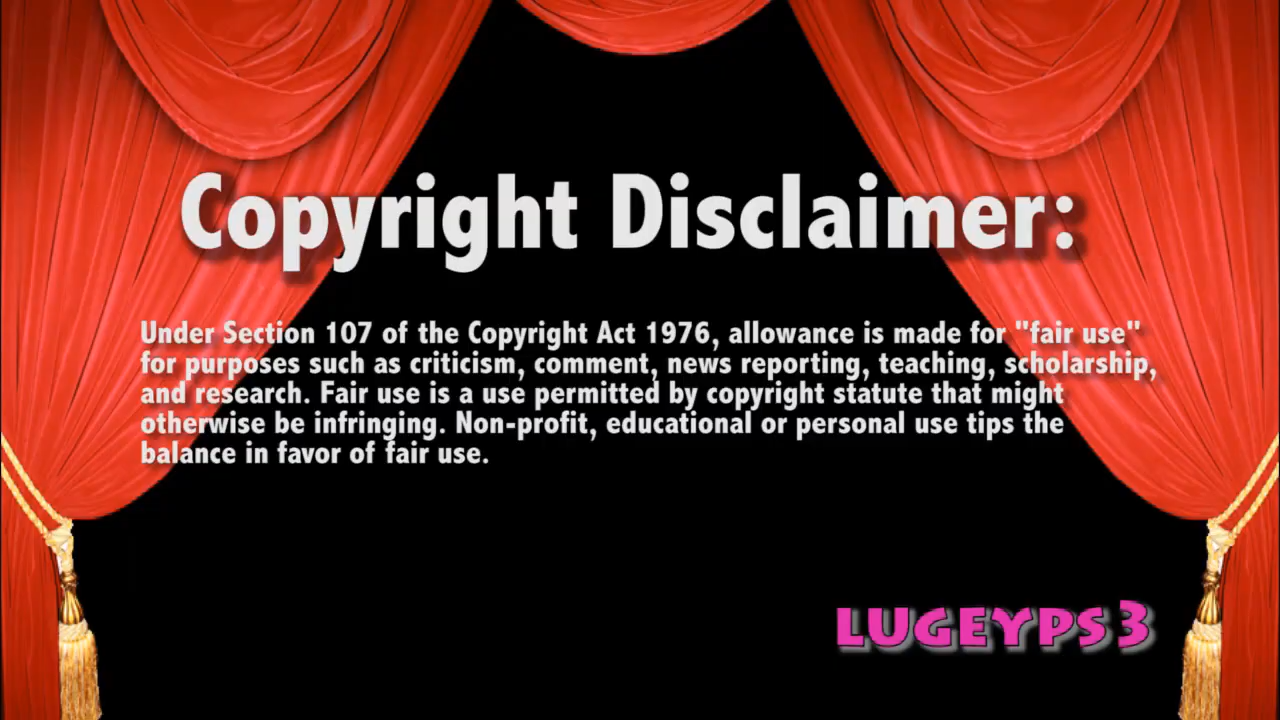 Copyright Disclaimer:
Under Section 107 of the Copyright Act 1976, allowance is made for "fair use"
for purposes such as criticism, comment, news reporting, teaching, scholarship,
and research. Fair use is a use permitted by copyright statute that might
otherwise be infringing. Non-profit, educational or personal use tips the
balance in favor of fair use.
LUGEYPS3